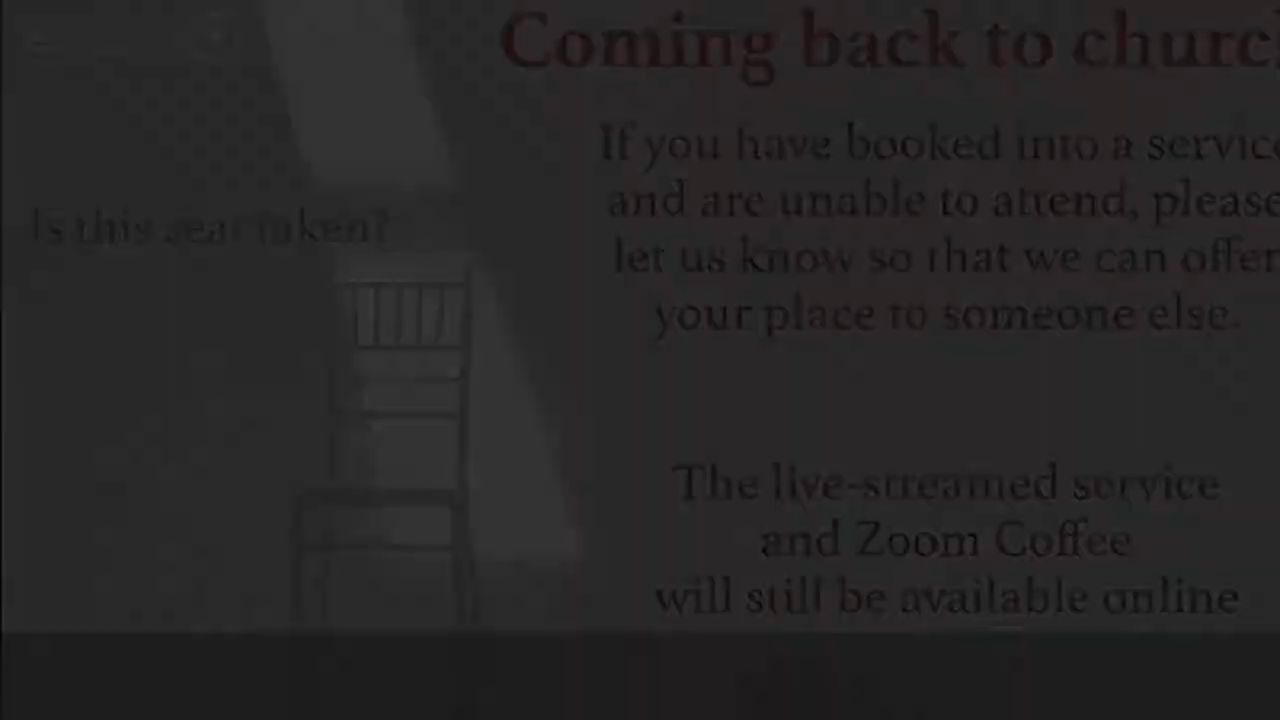 Coming back to churc
If you have booked into a service
and are unable to attend, please
let us know so that we can offer
your place to someone else.
Is this seat taken?
The live-streamed service
and Zoom Coffee
will still be available online